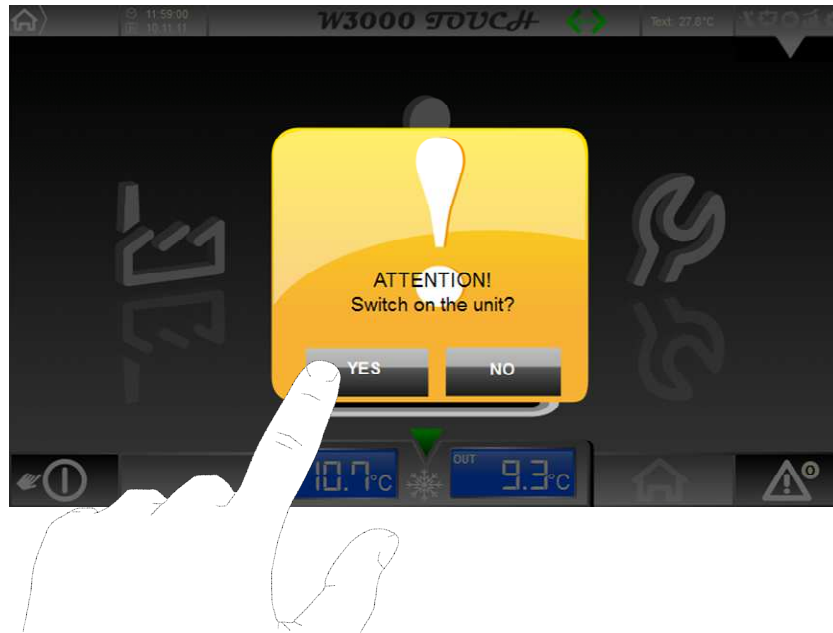 11:59:00
10.11.11
W3000 TOUCH
Text: 27.8°C
ATTENTION!
Switch on the unit?
YES
NO
10.7°C
OUT
9.3°C
0